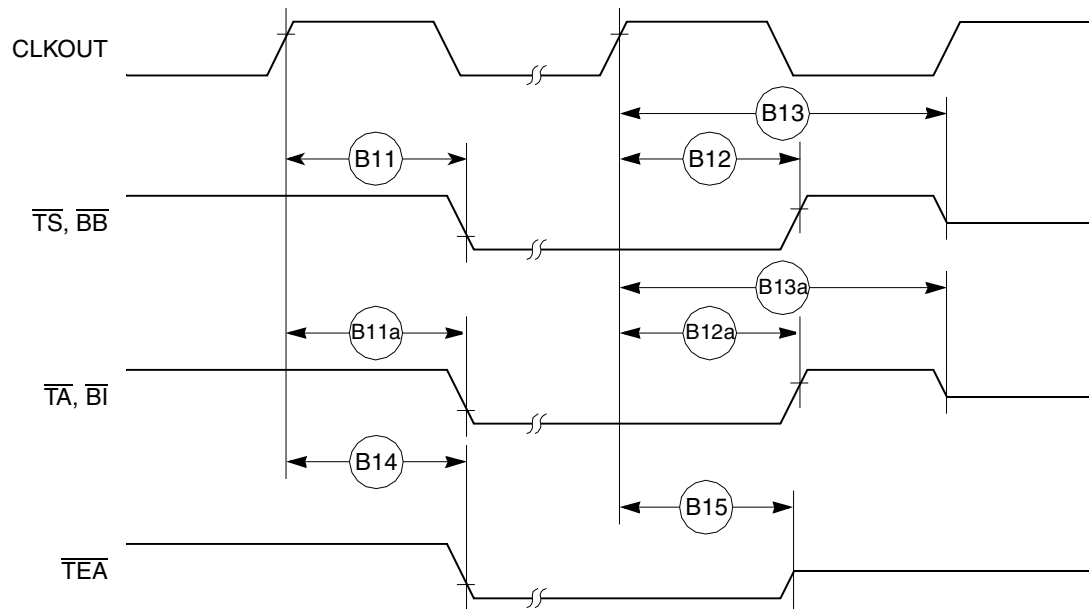 CLKOUT
B13
B11
B12
TS, BB
B13a
B11a
B12a
TA, BI
B14
B15
TEA